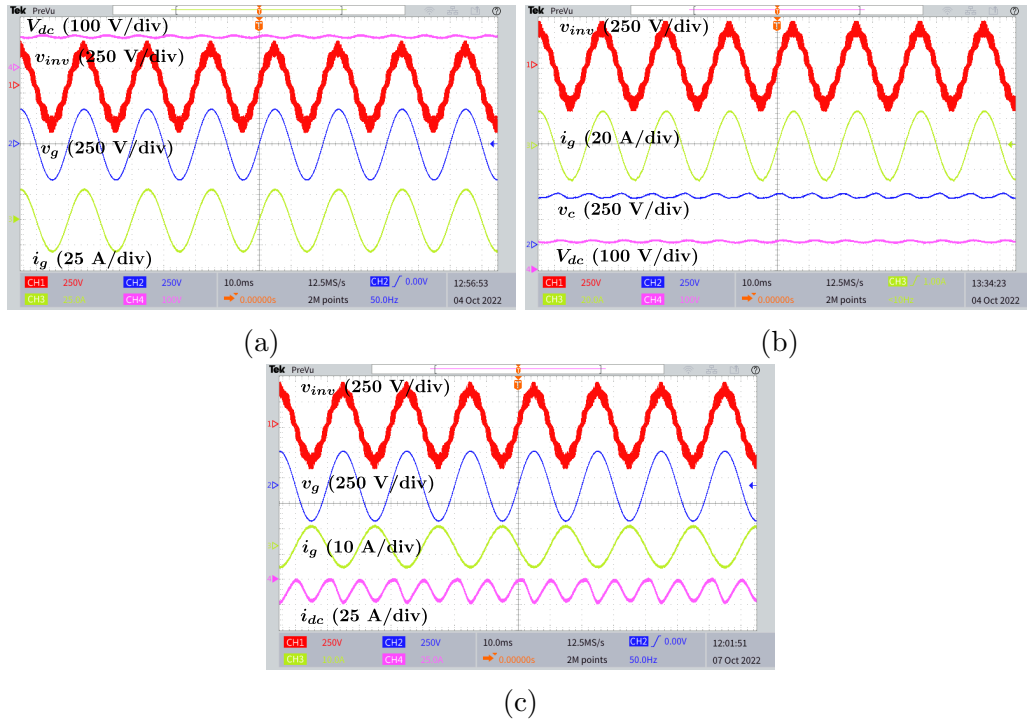 Tek PreVu
V_dc (100 V/div)
v_inv (250 V/div)
v_g (250 V/div)
i_g (25 A/div)
CH1 250V CH2 250V 10.0ms 12.5MS/s CH2 0.00V 12:56:53
CH3 CH4 100V 0.00000s 2M points 50.0Hz 04 Oct 2022
(a)
Tek PreVu
v_inv (250 V/div)
i_g (20 A/div)
v_c (250 V/div)
V_dc (100 V/div)
CH1 250V CH2 250V 10.0ms 12.5MS/s CH3 13:34:23
CH3 20.0A CH4 100V 0.00000s 2M points <10Hz 04 Oct 2022
(b)
Tek PreVu
v_inv (250 V/div)
v_g (250 V/div)
i_g (10 A/div)
i_dc (25 A/div)
CH1 250V CH2 250V 10.0ms 12.5MS/s CH2 0.00V 12:01:51
CH3 10.0A CH4 25.0A 0.00000s 2M points 50.0Hz 07 Oct 2022
(c)